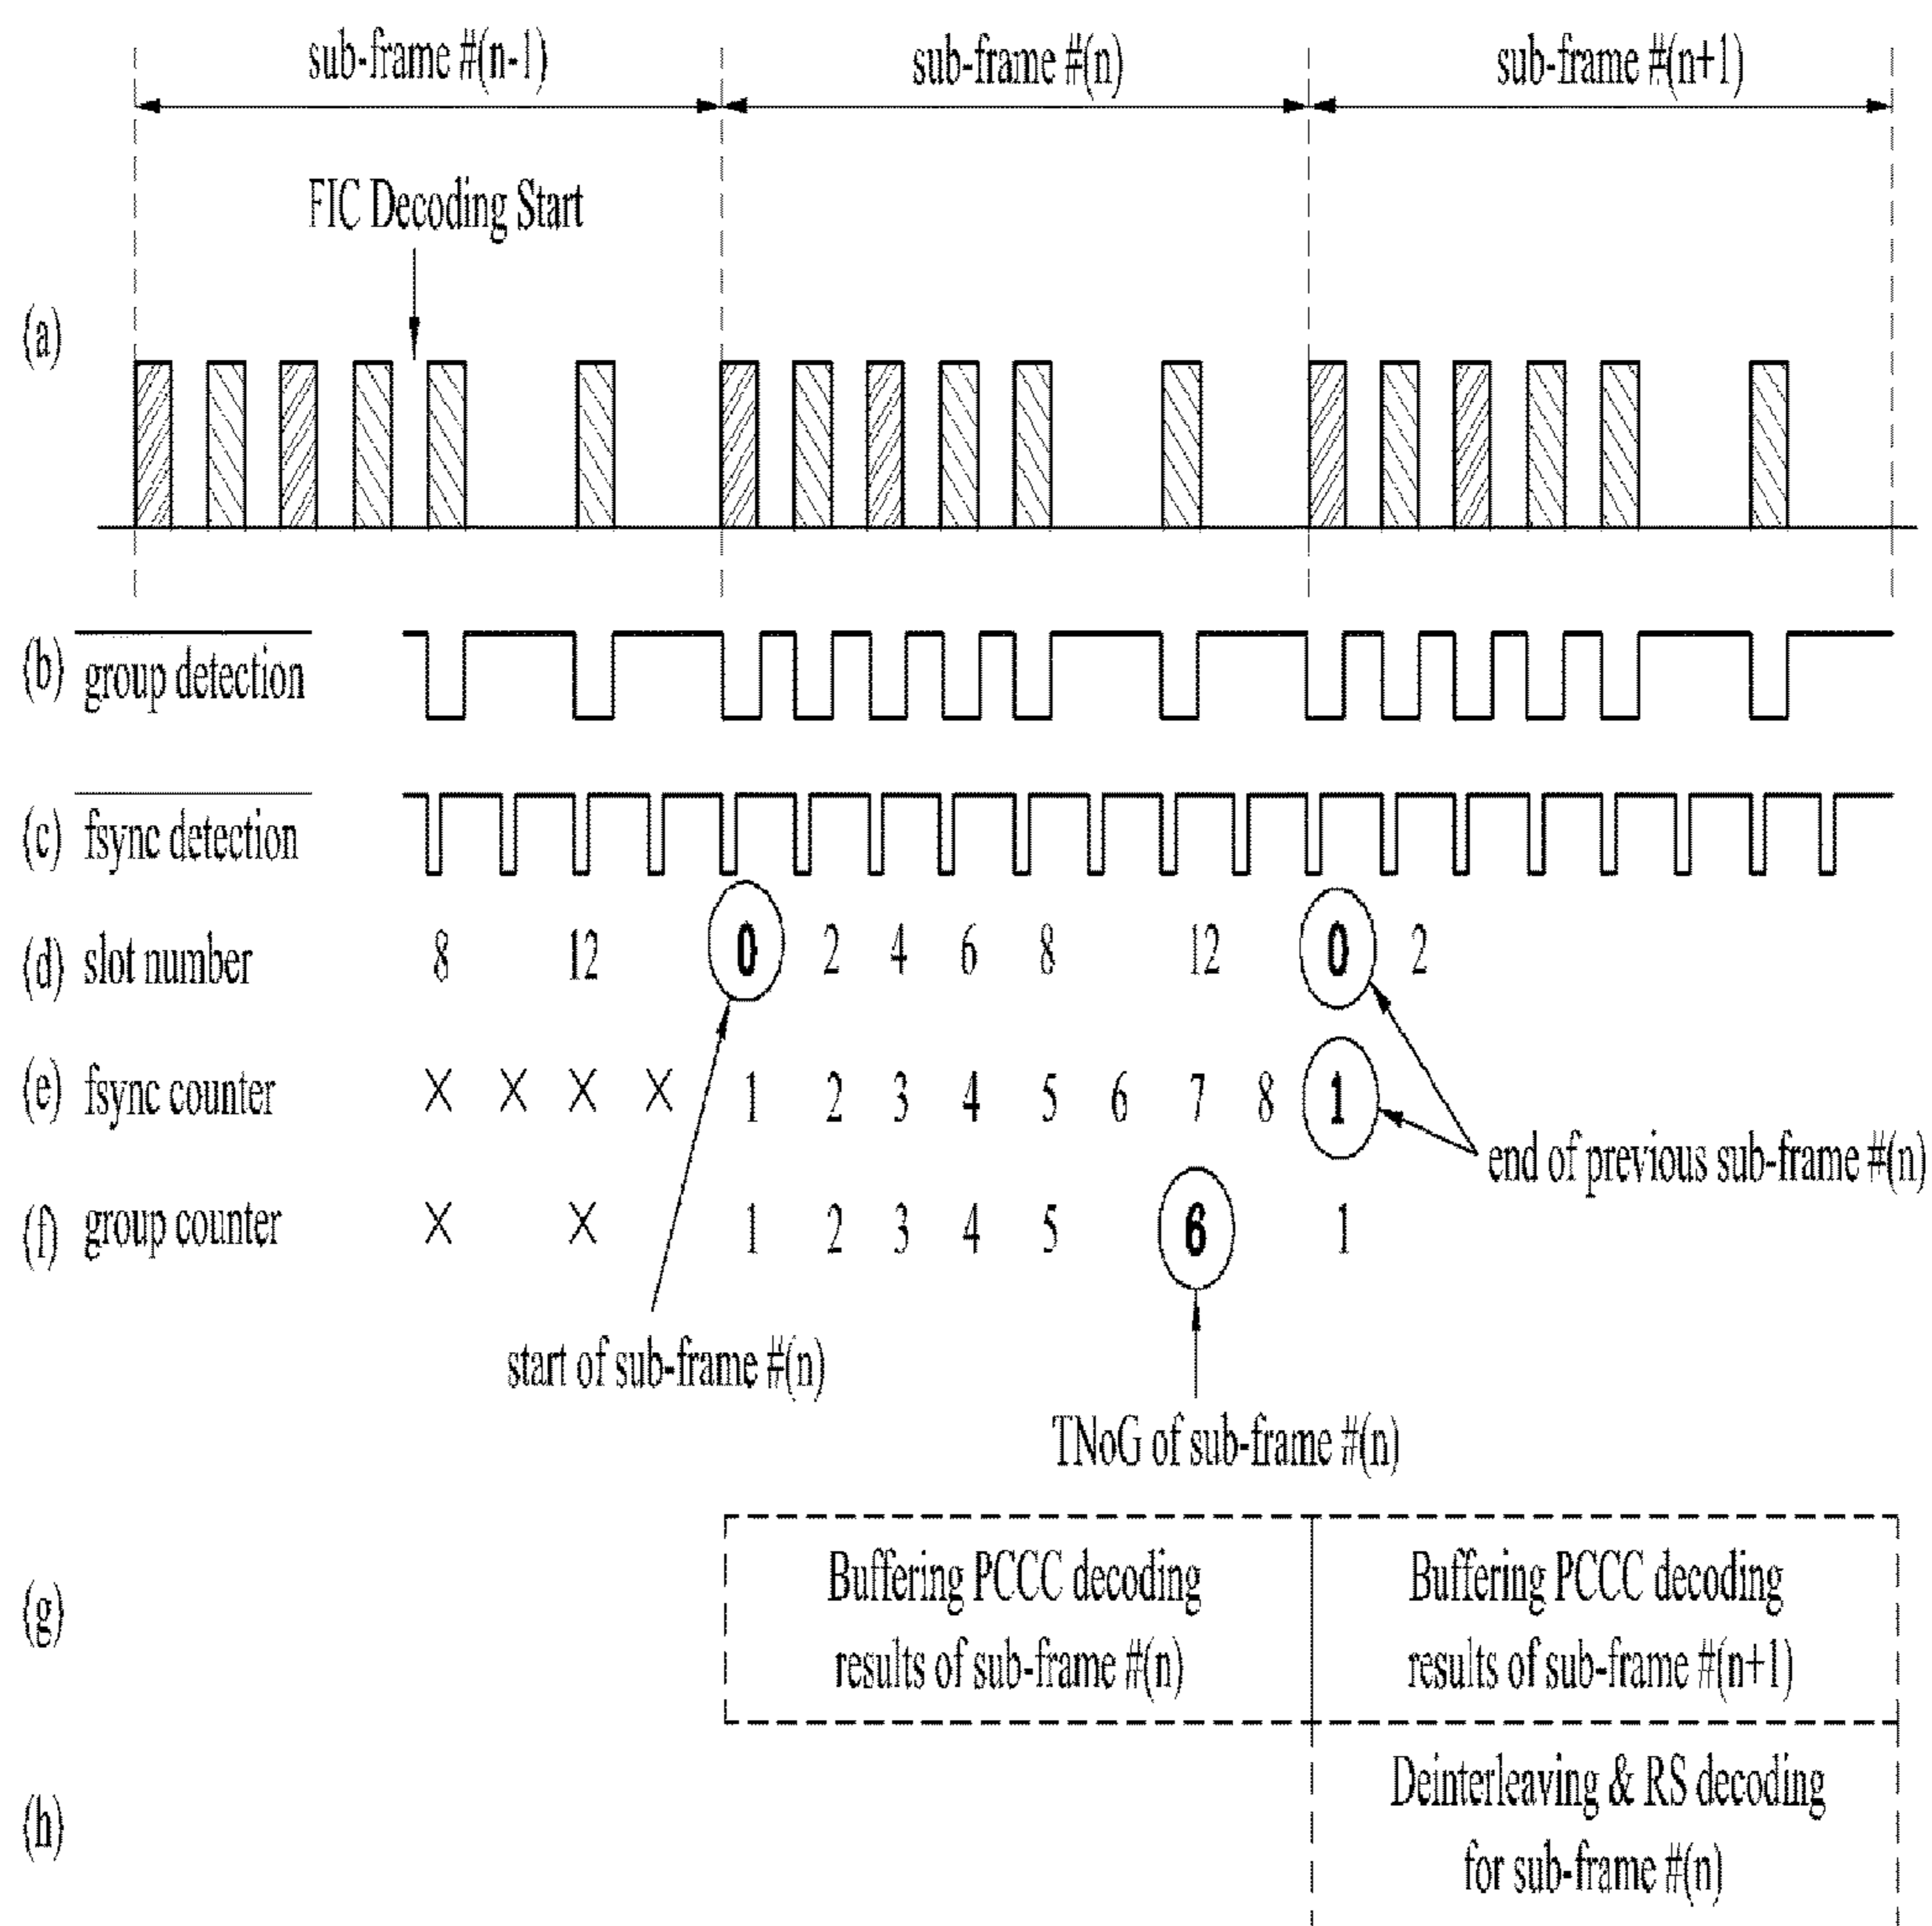 sub-frame #(n-1) sub-frame #(n) sub-frame #(n+1)
FIC Decoding Start
(a)
(b) group detection
(c) fsync detection
(d) slot number 8 12 0 2 4 6 8 12 0 2
(e) fsync counter X X X X 1 2 3 4 5 6 7 8 1
end of previous sub-frame #(n)
(f) group counter X X 1 2 3 4 5 6 1
start of sub-frame #(n)
TNoG of sub-frame #(n)
(g)
Buffering PCCC decoding
results of sub-frame #(n)
Buffering PCCC decoding
results of sub-frame #(n+1)
(h)
Deinterleaving & RS decoding
for sub-frame #(n)